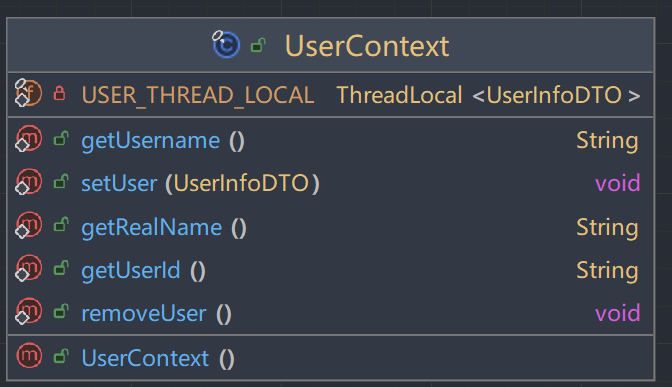 UserContext
USER_THREAD_LOCAL ThreadLocal <UserInfoDTO>
getUsername () String
setUser (UserInfoDTO) void
getRealName () String
getUserId () String
removeUser () void
UserContext ()